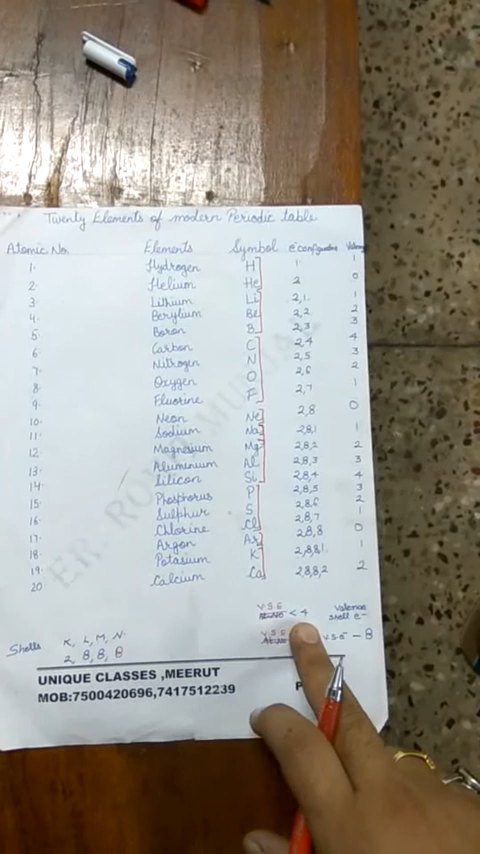 Twenty Elements of modern Periodic table
Atomic No. Elements Symbol e⁻configuration Valency
1. Hydrogen H 1 1
2. Helium He 2 0
3. Lithium Li 2,1. 1
4. Berylium Be 2,2 2
5. Boron B 2,3 3
6 Carbon C 2,4 4
7. Nitrogen N 2,5 3
8. Oxygen O 2,6 2
9. Fluorine F 2,7 1
10. Neon Ne 2,8 0
11. Sodium Na 2,8,1 1
12. Magnesium Mg 2,8,2 2
13. Aluminium Al 2,8,3 3
14. Silicon Si 2,8,4 4
15. Phosphorus P 2,8,5 3
16. Sulphur S 2,8,6 2
17. Chlorine Cl 2,8,7 1
18. Argon Ar 2,8,8 0
19. Potasium K 2,8,8,1. 1
20 Calcium Ca 2,8,8,2 2
V.S.E < 4 Valence shell e⁻
V.S.E V.S.e⁻ - 8
Shells K, L, M, N
2, 8, 8, 8
UNIQUE CLASSES ,MEERUT
MOB:7500420696,7417512239
ER. ROHIT